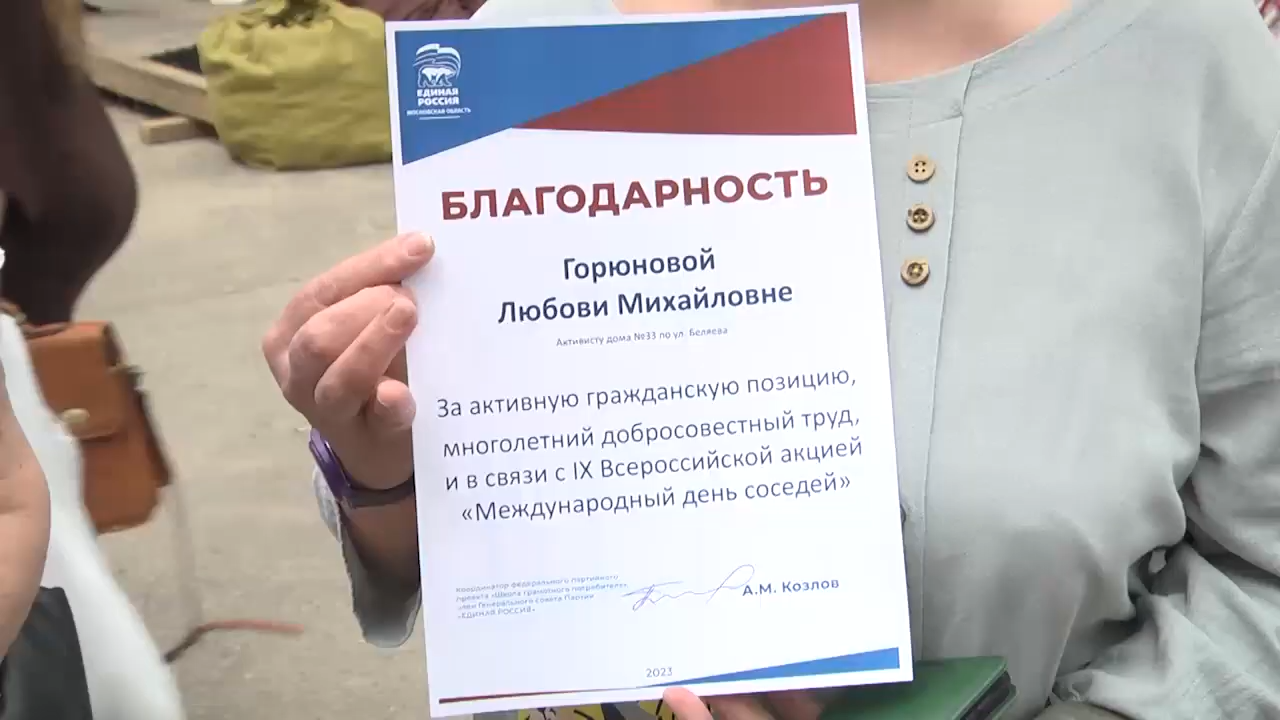 ЕДИНАЯ
РОССИЯ
МОСКОВСКАЯ ОБЛАСТЬ
БЛАГОДАРНОСТЬ
Горюновой
Любови Михайловне
Активисту дома №33 по ул. Беляева
За активную гражданскую позицию,
многолетний добросовестный труд,
и в связи с IX Всероссийской акцией
«Международный день соседей»
Координатор федерального партийного
проекта «Школа грамотного потребителя»,
член Генерального совета Партии
«ЕДИНАЯ РОССИЯ»
А.М. Козлов
2023